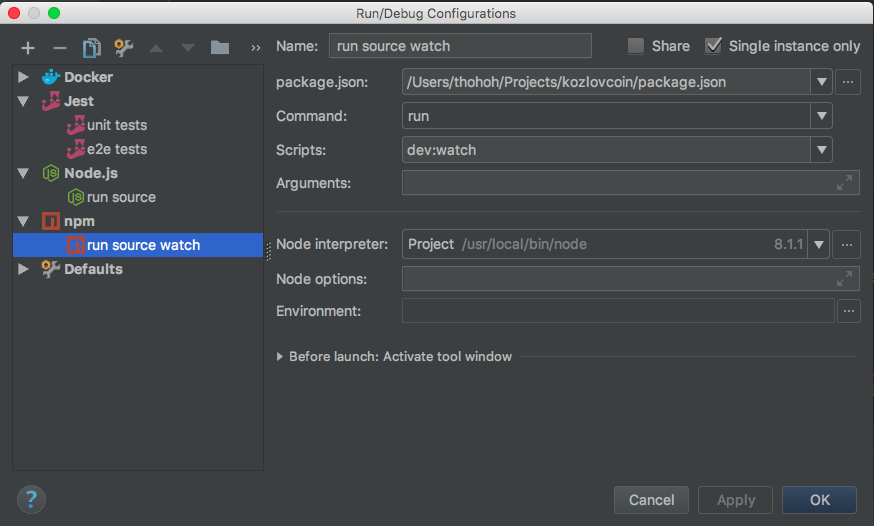 Run/Debug Configurations
Name: run source watch Share Single instance only
Docker
Jest
unit tests
e2e tests
Node.js
run source
npm
run source watch
Defaults
package.json: /Users/thohoh/Projects/kozlovcoin/package.json ...
Command: run
Scripts: dev:watch
Arguments:
Node interpreter: Project /usr/local/bin/node 8.1.1 ...
Node options:
Environment: ...
Before launch: Activate tool window
? Cancel Apply OK